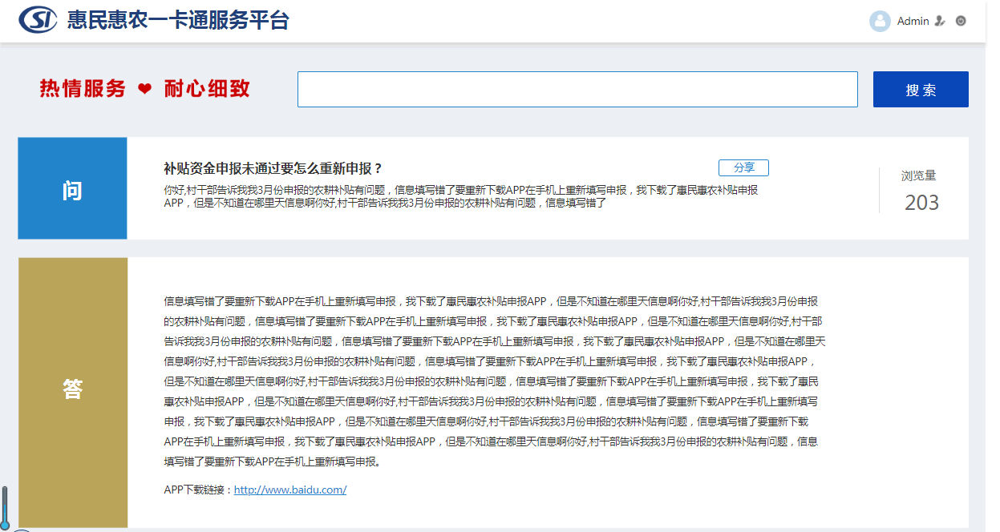 CSI 惠民惠农一卡通服务平台
Admin
热情服务 ❤ 耐心细致
搜 索
问
补贴资金申报未通过要怎么重新申报？
分享
你好,村干部告诉我我3月份申报的农耕补贴有问题，信息填写错了要重新下载APP在手机上重新填写申报，我下载了惠民惠农补贴申报
APP，但是不知道在哪里天信息啊你好,村干部告诉我我3月份申报的农耕补贴有问题，信息填写错了
浏览量
203
答
信息填写错了要重新下载APP在手机上重新填写申报，我下载了惠民惠农补贴申报APP，但是不知道在哪里天信息啊你好,村干部告诉我我3月份申报
的农耕补贴有问题，信息填写错了要重新下载APP在手机上重新填写申报，我下载了惠民惠农补贴申报APP，但是不知道在哪里天信息啊你好,村干部
告诉我我3月份申报的农耕补贴有问题，信息填写错了要重新下载APP在手机上重新填写申报，我下载了惠民惠农补贴申报APP，但是不知道在哪里天
信息啊你好,村干部告诉我我3月份申报的农耕补贴有问题，信息填写错了要重新下载APP在手机上重新填写申报，我下载了惠民惠农补贴申报APP，
但是不知道在哪里天信息啊你好,村干部告诉我我3月份申报的农耕补贴有问题，信息填写错了要重新下载APP在手机上重新填写申报，我下载了惠民
惠农补贴申报APP，但是不知道在哪里天信息啊你好,村干部告诉我我3月份申报的农耕补贴有问题，信息填写错了要重新下载APP在手机上重新填写
申报，我下载了惠民惠农补贴申报APP，但是不知道在哪里天信息啊你好,村干部告诉我我3月份申报的农耕补贴有问题，信息填写错了要重新下载
APP在手机上重新填写申报，我下载了惠民惠农补贴申报APP，但是不知道在哪里天信息啊你好,村干部告诉我我3月份申报的农耕补贴有问题，信息
填写错了要重新下载APP在手机上重新填写申报。
APP下载链接：http://www.baidu.com/